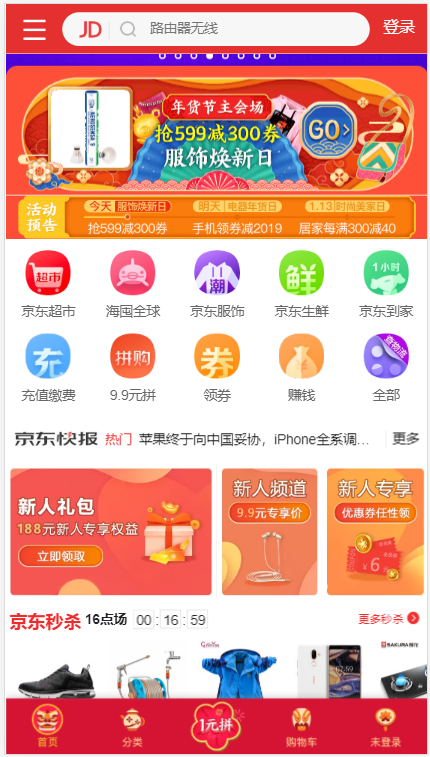 JD 路由器无线 登录
年货节主会场
抢599减300券
服饰焕新日
GO>
活动预告
今天 服饰焕新日
抢599减300券
明天 电器年货日
手机领券减2019
1.13 时尚美家日
居家每满300减40
超市
潮
鲜
1小时
京东超市 海囤全球 京东服饰 京东生鲜 京东到家
充
拼购
券
查物流
充值缴费 9.9元拼 领券 赚钱 全部
京东快报 热门 苹果终于向中国妥协，iPhone全系调... 更多
新人礼包
188元新人专享权益
立即领取
新人频道
9.9元专享价
新人专享
优惠券任性领
¥6元
京东秒杀 16点场 00:16:59 更多秒杀
SAKURA 樱花
首页 分类 1元拼 购物车 未登录